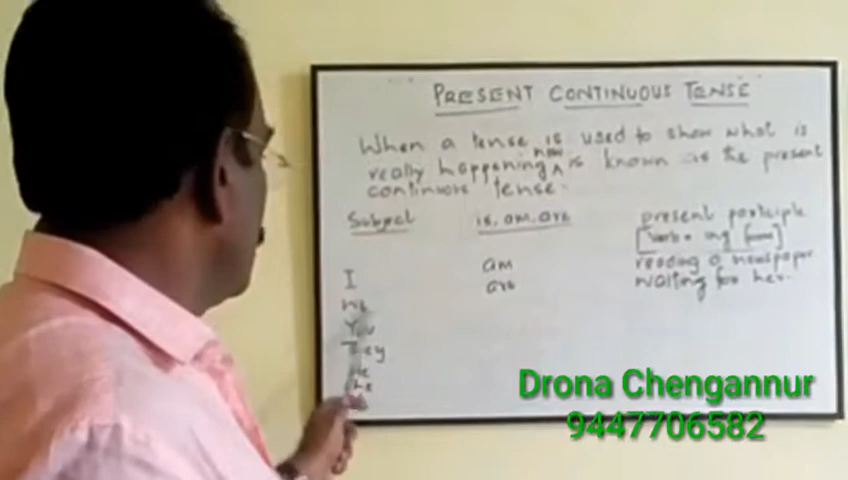 PRESENT CONTINUOUS TENSE
When a tense is used to show what is
really happening now is known as the present
continuous tense.
Subject is, am, are present participle
[verb + ing form]
I am reading a newspaper
We are waiting for her.
You
They
He
She
Drona Chengannur
9447706582